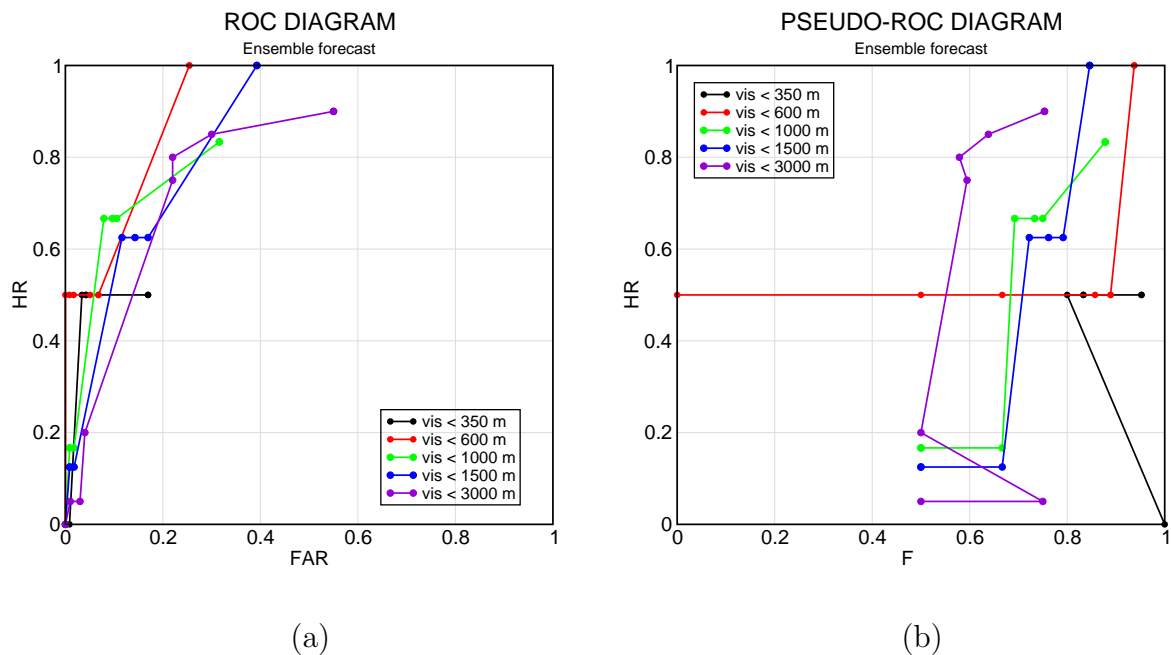 ROC DIAGRAM
Ensemble forecast
1
0.8
0.6
0.4
0.2
0
HR
0
0.2
0.4
0.6
0.8
1
FAR
vis < 350 m
vis < 600 m
vis < 1000 m
vis < 1500 m
vis < 3000 m
(a)
PSEUDO-ROC DIAGRAM
Ensemble forecast
1
0.8
0.6
0.4
0.2
0
HR
0
0.2
0.4
0.6
0.8
1
F
vis < 350 m
vis < 600 m
vis < 1000 m
vis < 1500 m
vis < 3000 m
(b)